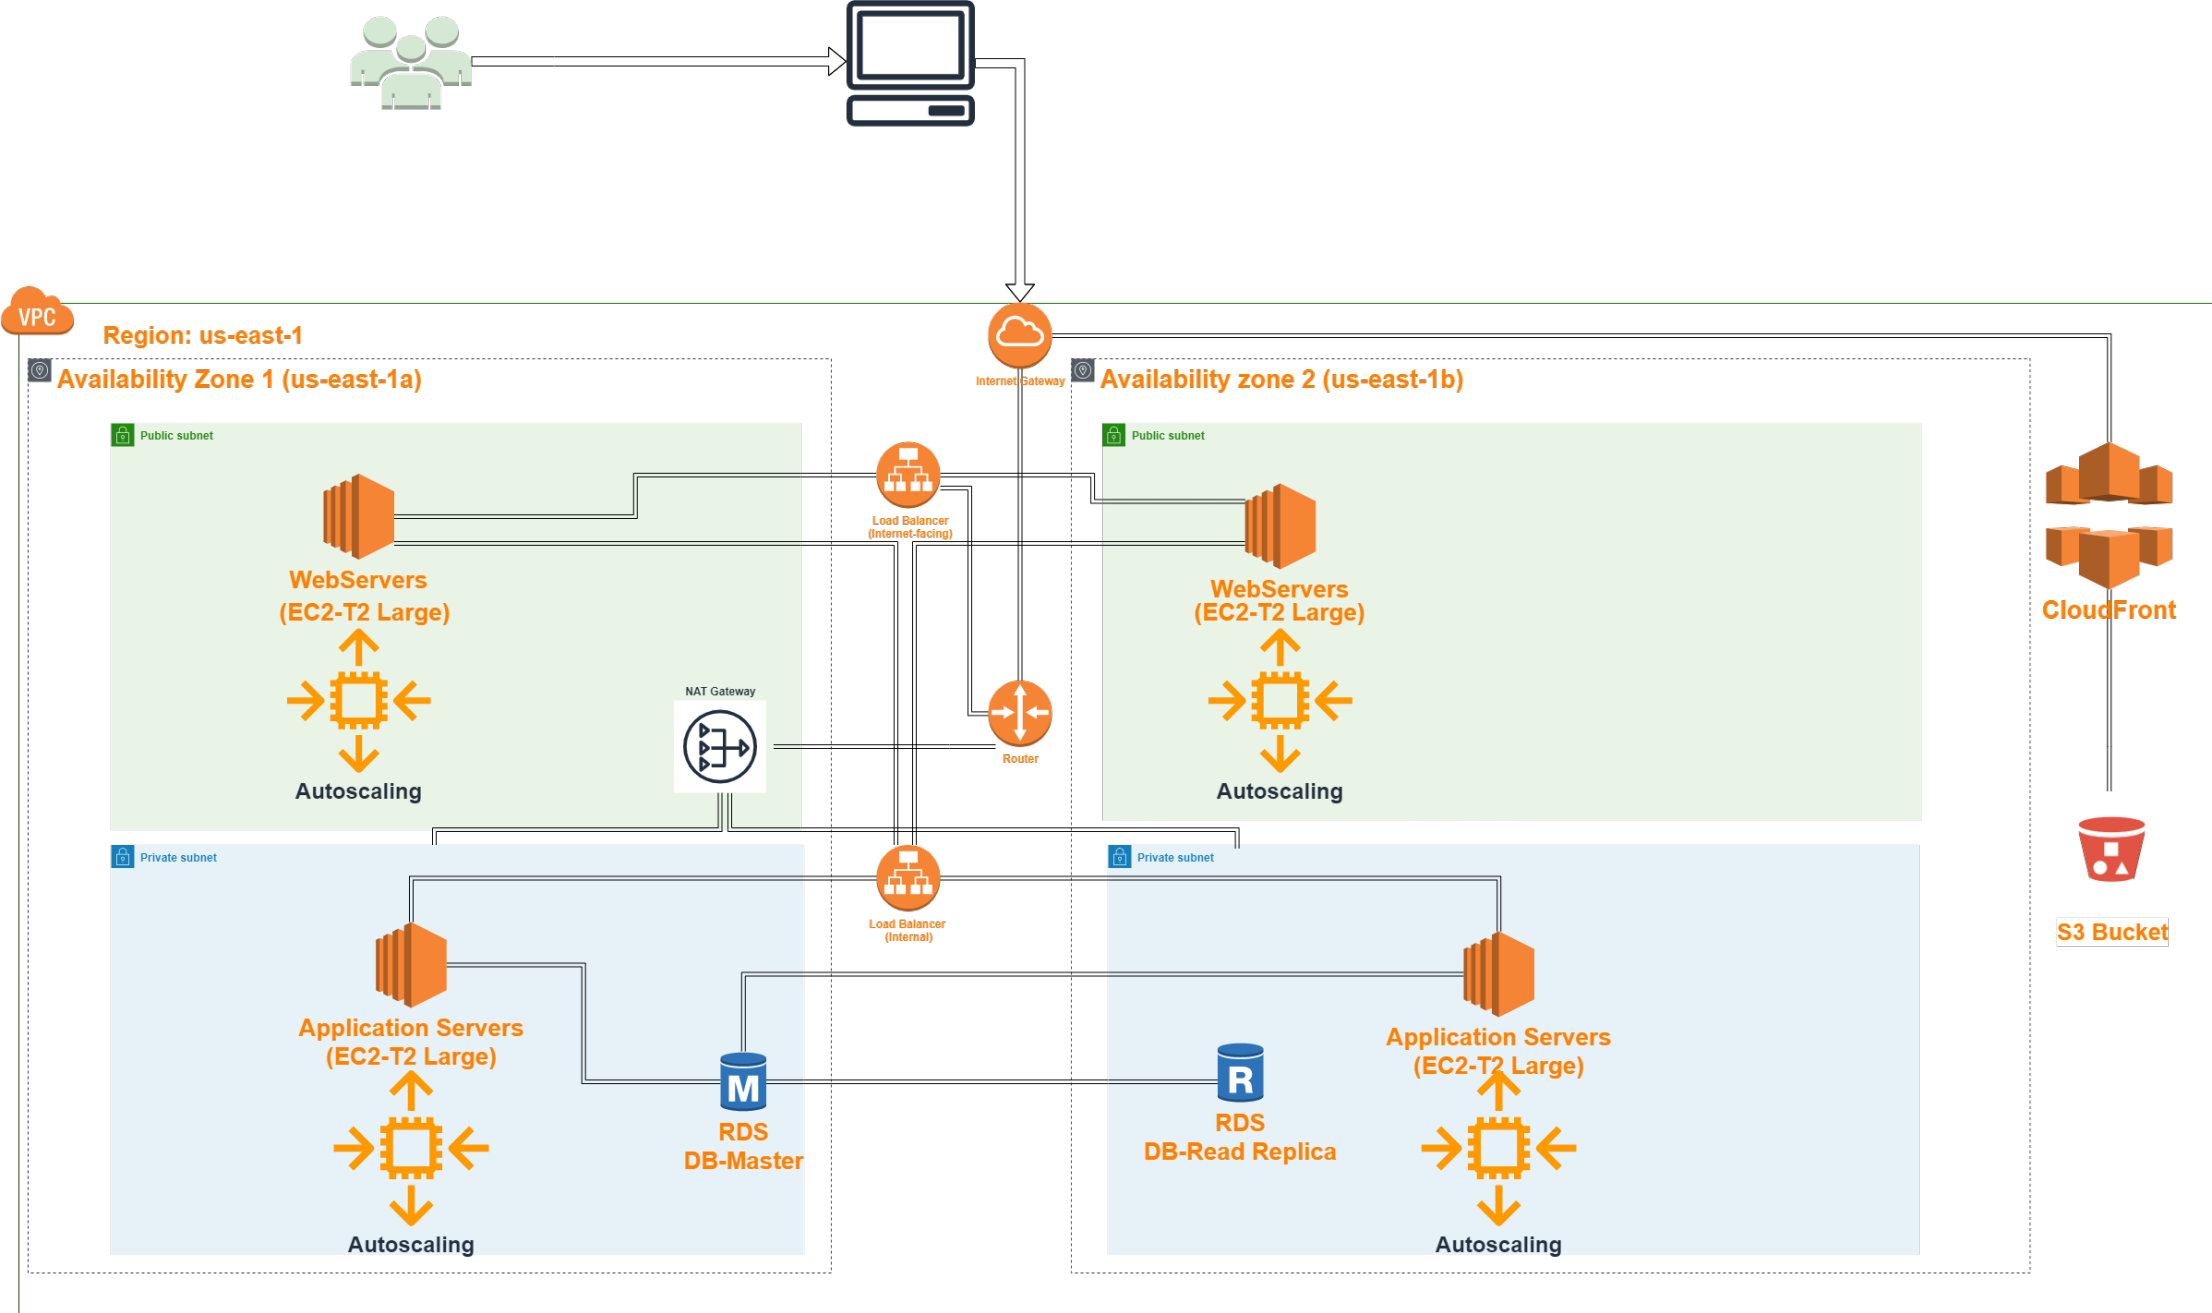 VPC
Region: us-east-1
Internet Gateway
Availability Zone 1 (us-east-1a)
Availability zone 2 (us-east-1b)
Public subnet
Public subnet
Load Balancer
(Internet-facing)
WebServers
(EC2-T2 Large)
WebServers
(EC2-T2 Large)
CloudFront
NAT Gateway
Router
Autoscaling
Autoscaling
Private subnet
Private subnet
Load Balancer
(Internal)
S3 Bucket
Application Servers
(EC2-T2 Large)
Application Servers
(EC2-T2 Large)
M
RDS
DB-Master
R
RDS
DB-Read Replica
Autoscaling
Autoscaling